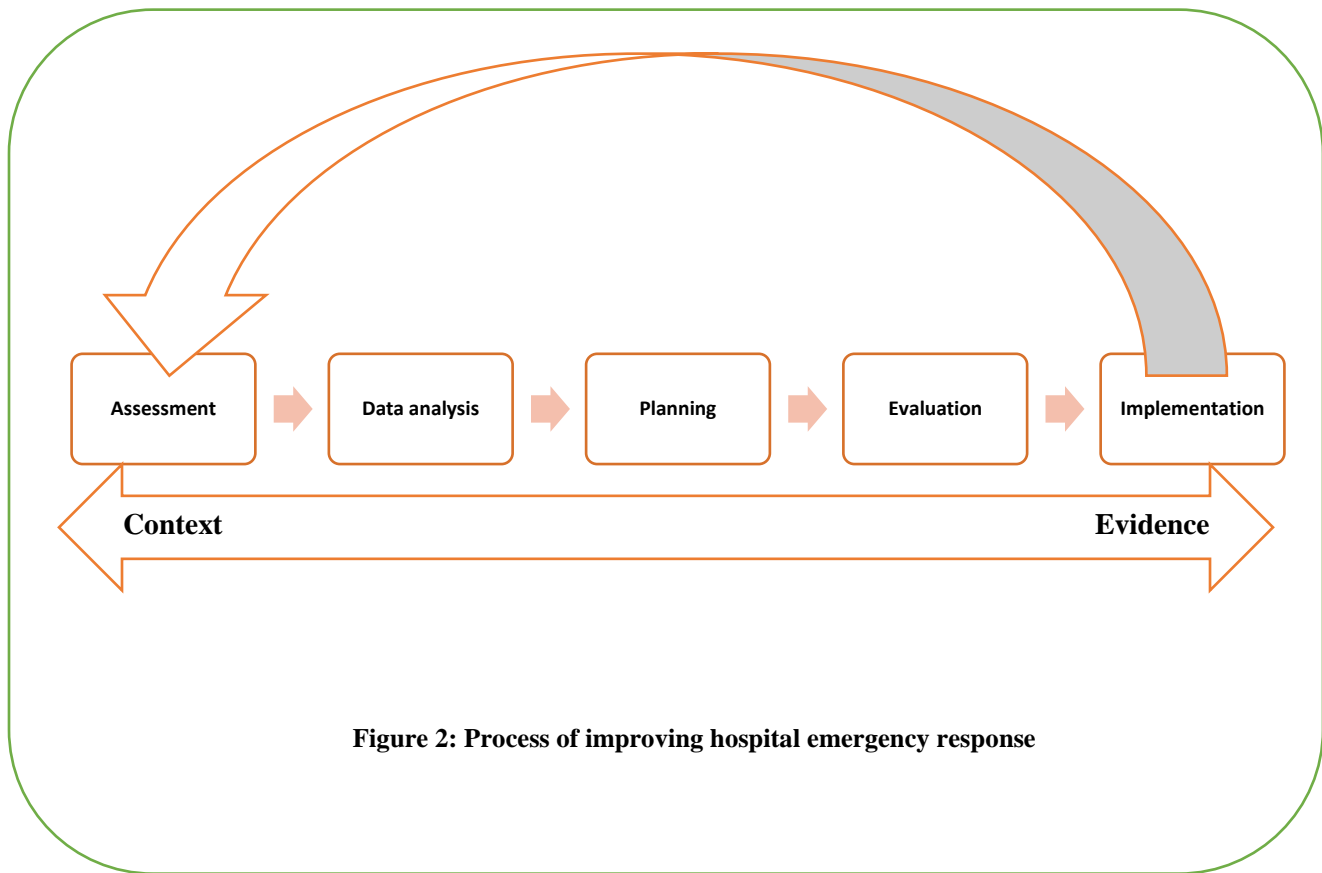 Assessment
Data analysis
Planning
Evaluation
Implementation
Context
Evidence
Figure 2: Process of improving hospital emergency response